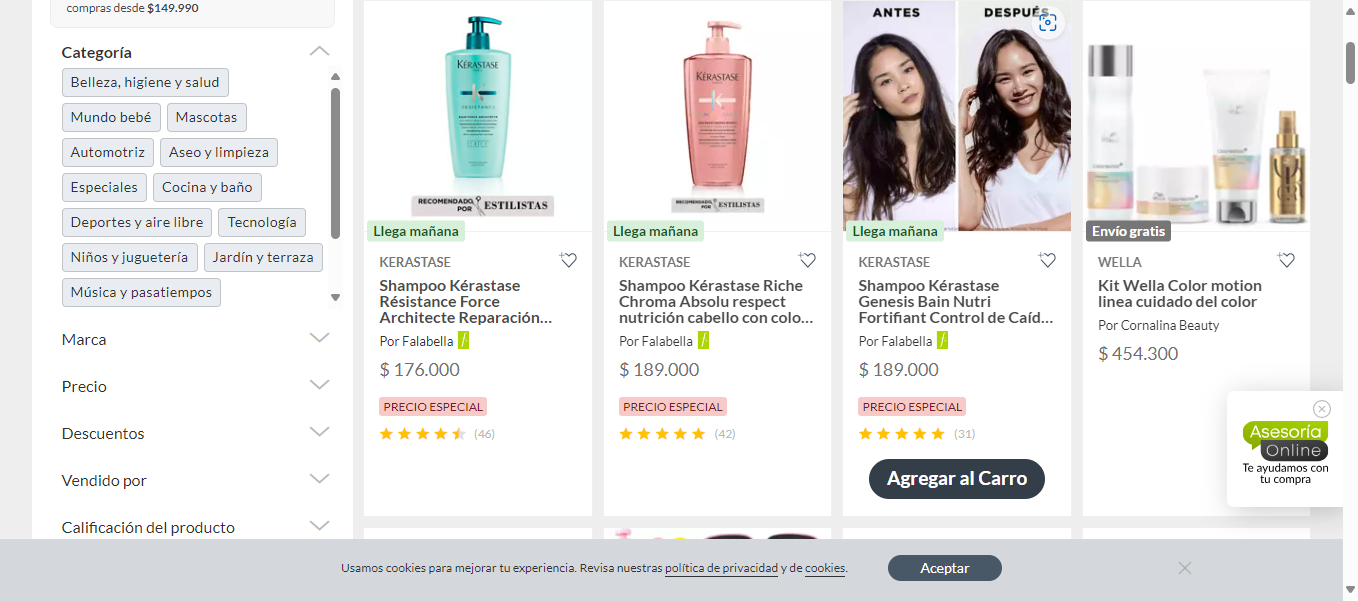 compras desde $149.990
Categoría
Belleza, higiene y salud
Mundo bebé
Mascotas
Automotriz
Aseo y limpieza
Especiales
Cocina y baño
Deportes y aire libre
Tecnología
Niños y juguetería
Jardín y terraza
Música y pasatiempos
Marca
Precio
Descuentos
Vendido por
Calificación del producto
KÉRASTASE
RECOMENDADO POR ESTILISTAS
Llega mañana
KERASTASE
Shampoo Kérastase
Résistance Force
Architecte Reparación...
Por Falabella
$ 176.000
PRECIO ESPECIAL
(46)
KÉRASTASE
RECOMENDADO POR ESTILISTAS
Llega mañana
KERASTASE
Shampoo Kérastase Riche
Chroma Absolu respect
nutrición cabello con colo...
Por Falabella
$ 189.000
PRECIO ESPECIAL
(42)
ANTES
DESPUÉS
Llega mañana
KERASTASE
Shampoo Kérastase
Genesis Bain Nutri
Fortifiant Control de Caíd...
Por Falabella
$ 189.000
PRECIO ESPECIAL
(31)
Agregar al Carro
Envío gratis
WELLA
Kit Wella Color motion
linea cuidado del color
Por Cornalina Beauty
$ 454.300
Asesoría
Online
Te ayudamos con
tu compra
Usamos cookies para mejorar tu experiencia. Revisa nuestras política de privacidad y de cookies.
Aceptar